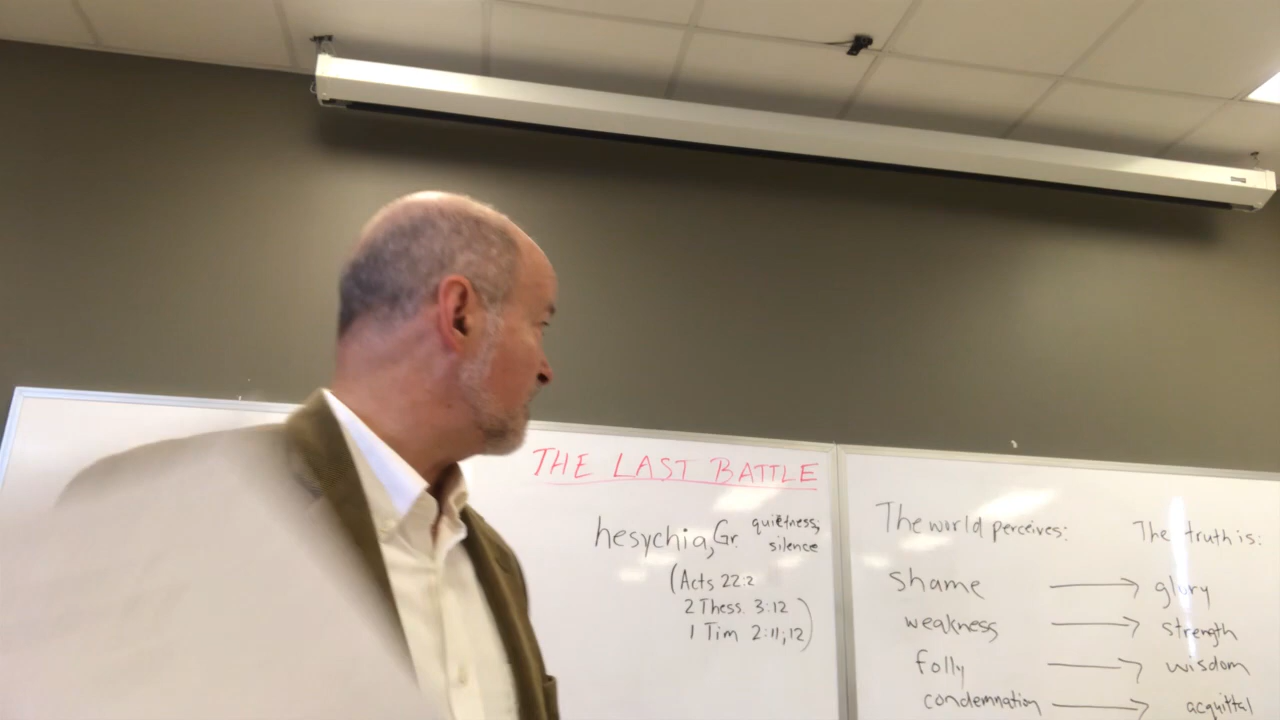 THE LAST BATTLE
hesychia, Gr. quietness;
silence
(Acts 22:2
2 Thess. 3:12
1 Tim 2:11,12)
The world perceives: The truth is:
shame → glory
weakness → strength
folly → wisdom
condemnation → acquittal